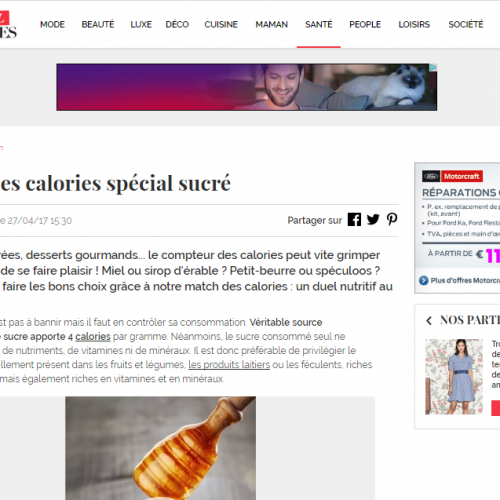 ES
MODE BEAUTÉ LUXE DÉCO CUISINE MAMAN SANTÉ PEOPLE LOISIRS SOCIÉTÉ
es calories spécial sucré
e 27/04/17 15:30
Partager sur
rées, desserts gourmands... le compteur des calories peut vite grimper
de se faire plaisir ! Miel ou sirop d'érable ? Petit-beurre ou spéculoos ?
faire les bons choix grâce à notre match des calories : un duel nutritif au
st pas à bannir mais il faut en contrôler sa consommation. Véritable source
sucre apporte 4 calories par gramme. Néanmoins, le sucre consommé seul ne
de nutriments, de vitamines ni de minéraux. Il est donc préférable de privilégier le
ellement présent dans les fruits et légumes, les produits laitiers ou les féculents, riches
mais également riches en vitamines et en minéraux.
Ford Motorcraft
RÉPARATIONS
P. ex. remplacement de p
(kit, avant)
Pour Ford Ka, Ford Fiesta
TVA, pièces et main d'œu
À PARTIR DE € 11
Plus d'offres Motorcraft
NOS PARTE
Tro
de
te
de
an